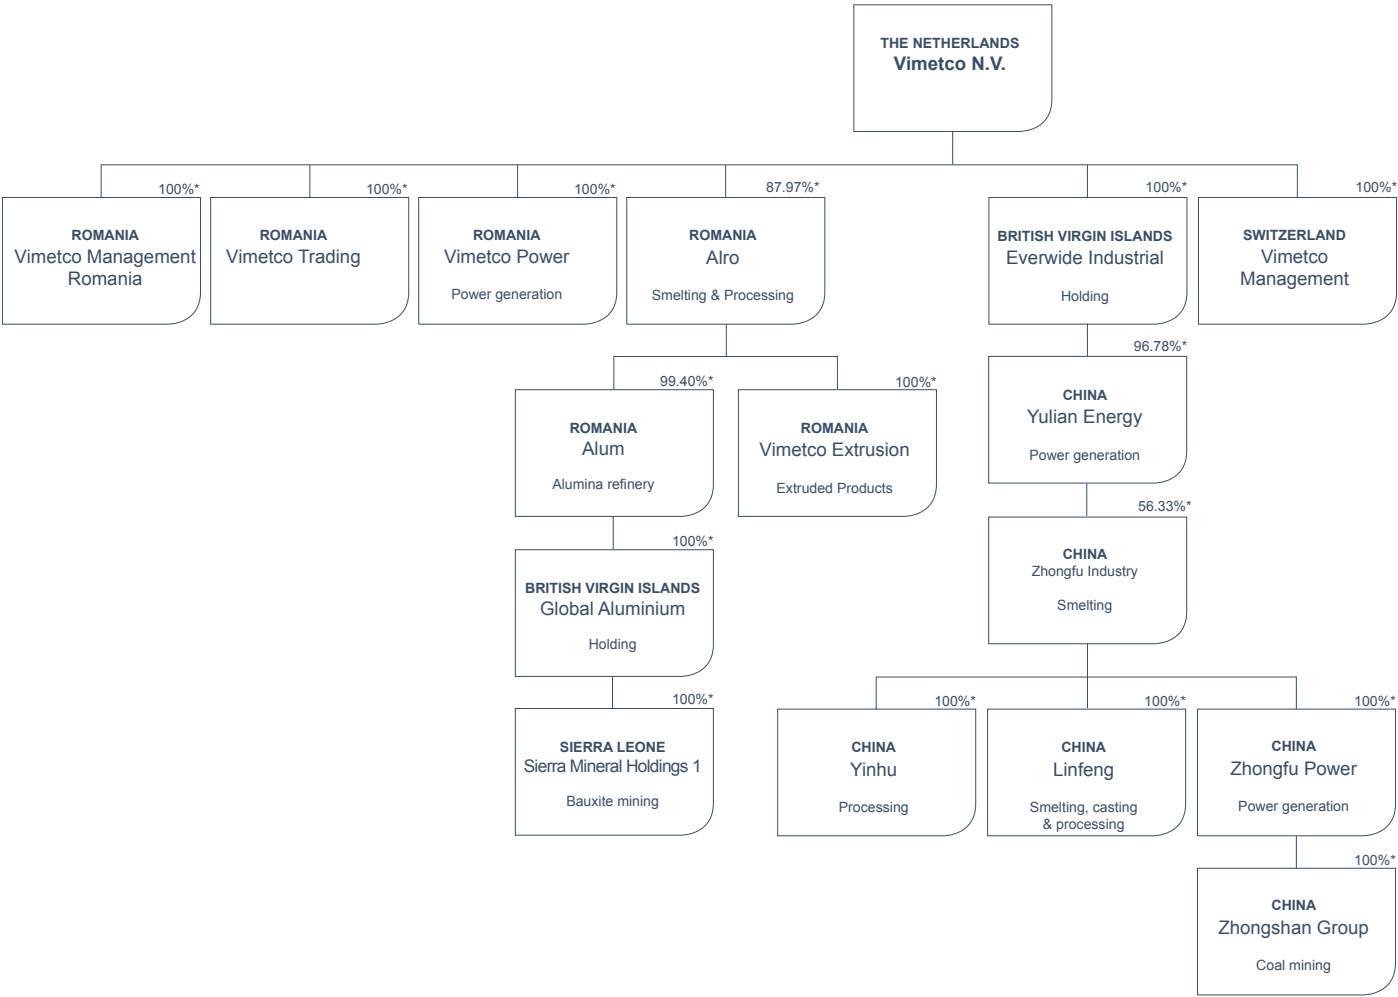 THE NETHERLANDS
Vimetco N.V.
100%*
100%*
100%*
87.97%*
100%*
100%*
ROMANIA
Vimetco Management
Romania
ROMANIA
Vimetco Trading
ROMANIA
Vimetco Power
Power generation
ROMANIA
Alro
Smelting & Processing
BRITISH VIRGIN ISLANDS
Everwide Industrial
Holding
SWITZERLAND
Vimetco
Management
99.40%*
ROMANIA
Alum
Alumina refinery
100%*
ROMANIA
Vimetco Extrusion
Extruded Products
96.78%*
CHINA
Yulian Energy
Power generation
100%*
BRITISH VIRGIN ISLANDS
Global Aluminium
Holding
56.33%*
CHINA
Zhongfu Industry
Smelting
100%*
SIERRA LEONE
Sierra Mineral Holdings 1
Bauxite mining
100%*
CHINA
Yinhu
Processing
100%*
CHINA
Linfeng
Smelting, casting
& processing
100%*
CHINA
Zhongfu Power
Power generation
100%*
CHINA
Zhongshan Group
Coal mining